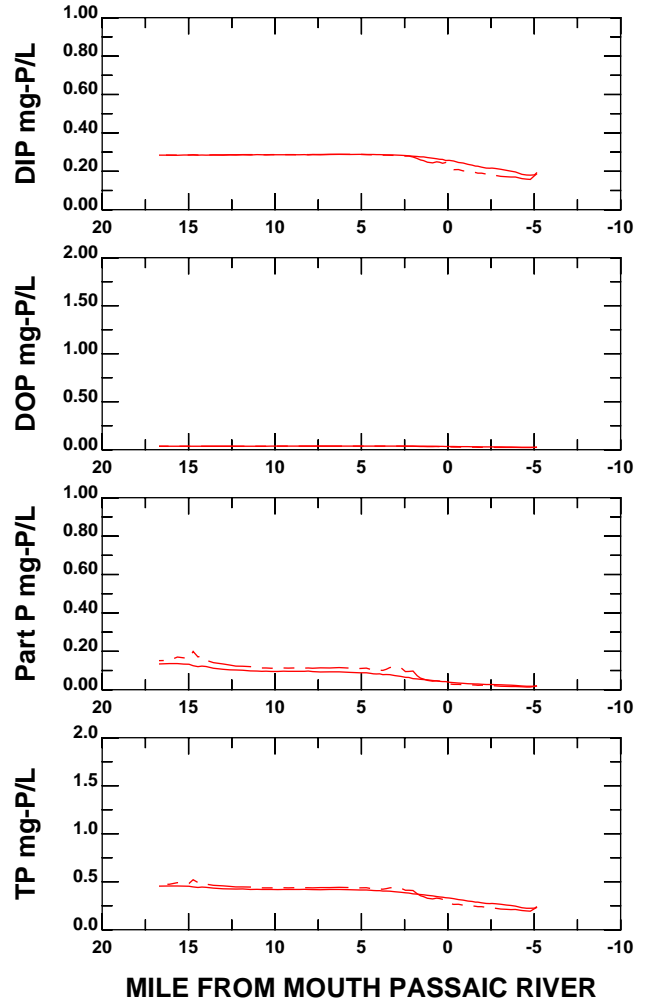 DIP mg-P/L
1.00
0.80
0.60
0.40
0.20
0.00
20 15 10 5 0 -5 -10
DOP mg-P/L
2.00
1.50
1.00
0.50
0.00
20 15 10 5 0 -5 -10
Part P mg-P/L
1.00
0.80
0.60
0.40
0.20
0.00
20 15 10 5 0 -5 -10
TP mg-P/L
2.0
1.5
1.0
0.5
0.0
20 15 10 5 0 -5 -10
MILE FROM MOUTH PASSAIC RIVER